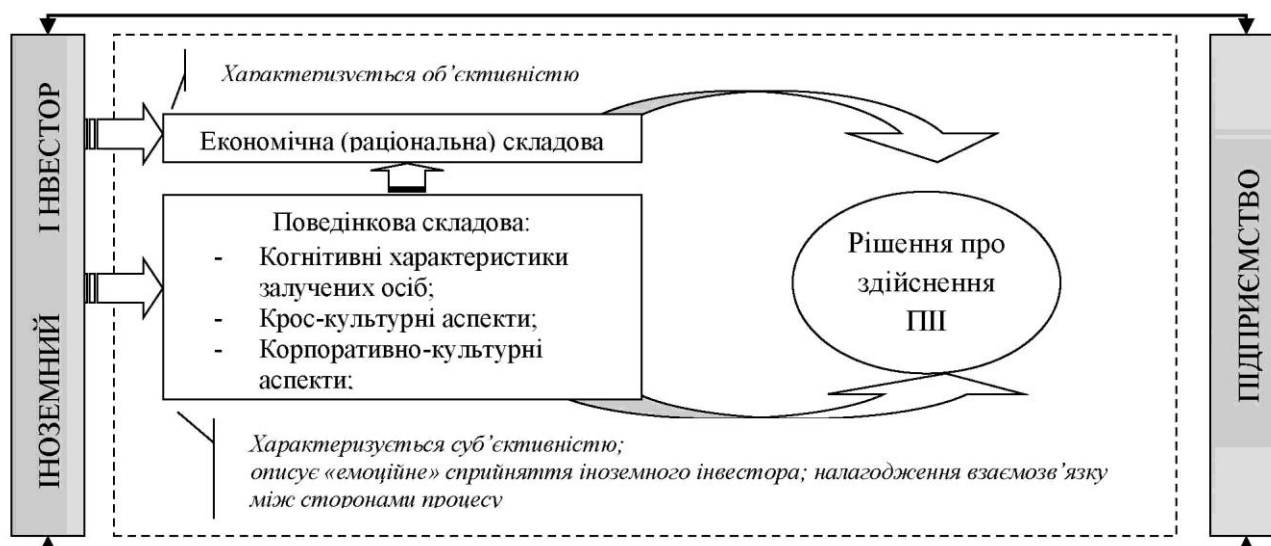 ІНОЗЕМНИЙ І НВЕСТОР
Характеризується об’єктивністю
Економічна (раціональна) складова
Поведінкова складова:
- Когнітивні характеристики
залучених осіб;
- Крос-культурні аспекти;
- Корпоративно-культурні
аспекти;
Характеризується суб’єктивністю;
описує «емоційне» сприйняття іноземного інвестора; налагодження взаємозв’язку
між сторонами процесу
Рішення про
здійснення
ПІІ
ПІДПРИЄМСТВО